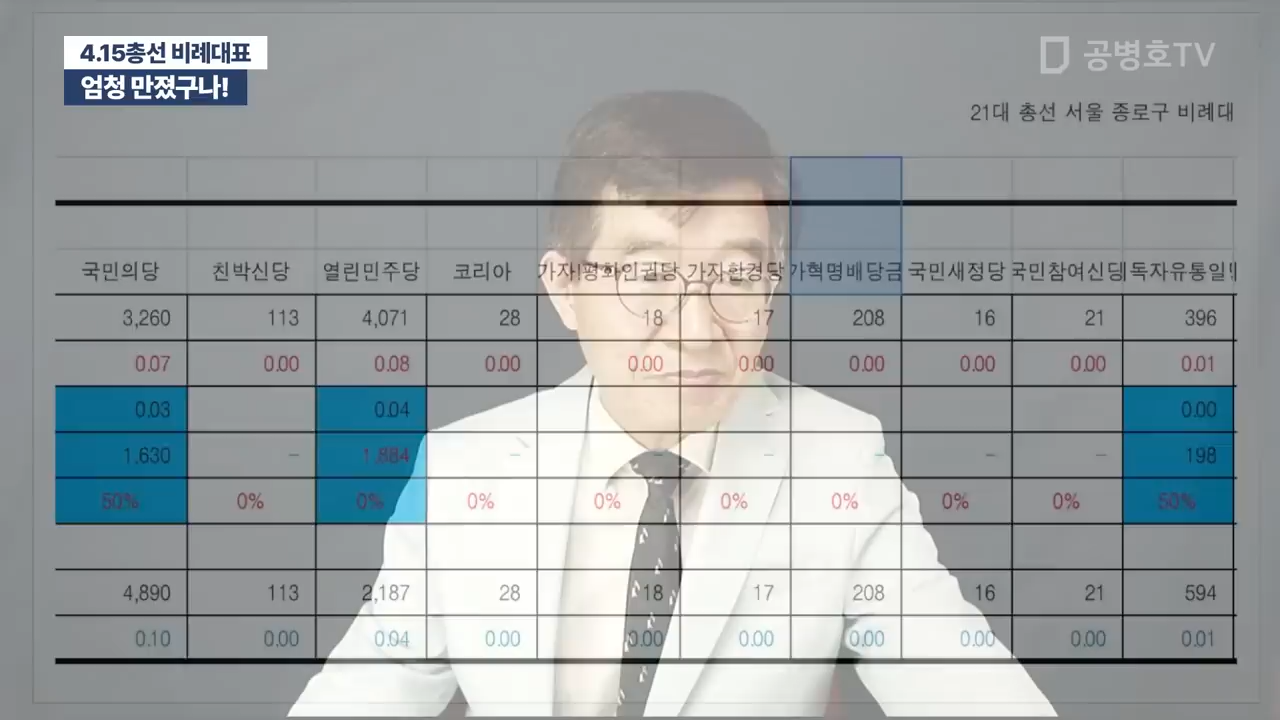 4.15총선 비례대표
엄청 만졌구나!
공병호TV
21대 총선 서울 종로구 비례대
국민의당 친박신당 열린민주당 코리아 가자!평화인권당 가자환경당 가혁명배당금 국민새정당 국민참여신당 독자유통일
3,260 113 4,071 28 18 17 208 16 21 396
0.07 0.00 0.08 0.00 0.00 0.00 0.00 0.00 0.00 0.01
0.03 0.04 0.00
1,630 – 1,884 – – – – – – 198
50% 0% 0% 0% 0% 0% 0% 0% 0% 50%
4,890 113 2,187 28 18 17 208 16 21 594
0.10 0.00 0.04 0.00 0.00 0.00 0.00 0.00 0.00 0.01